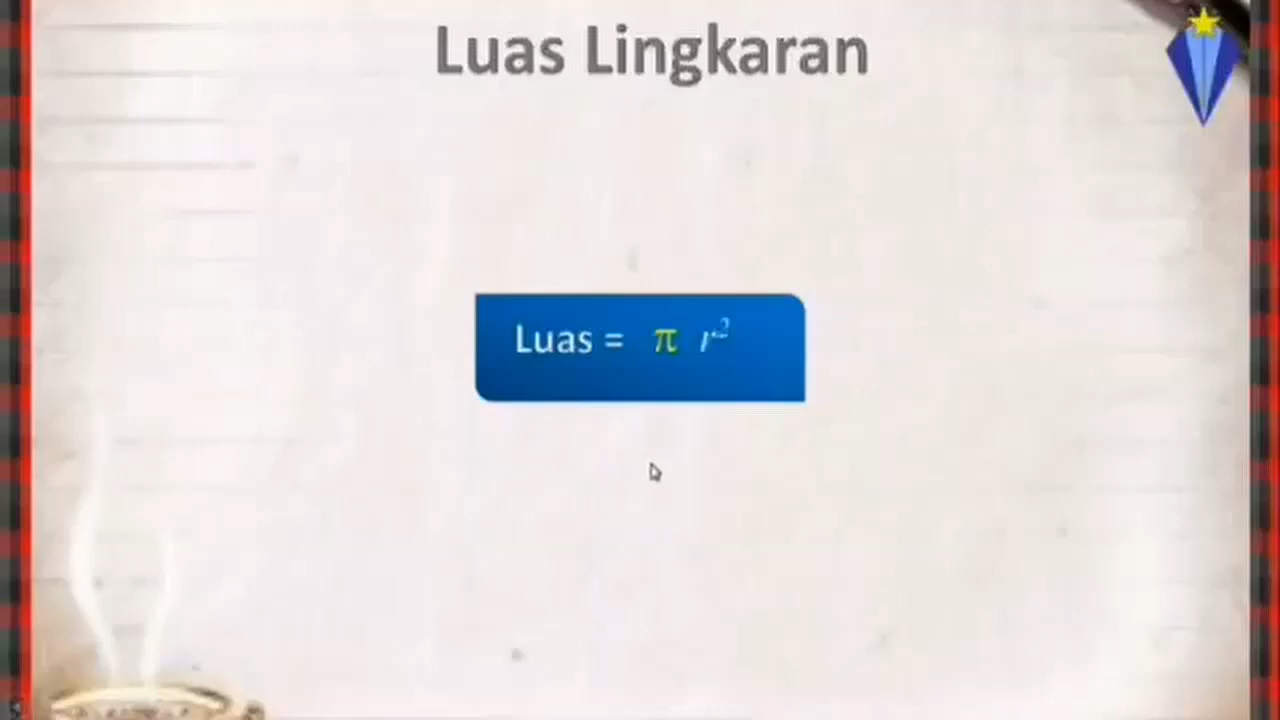 Luas Lingkaran
Luas = π r²